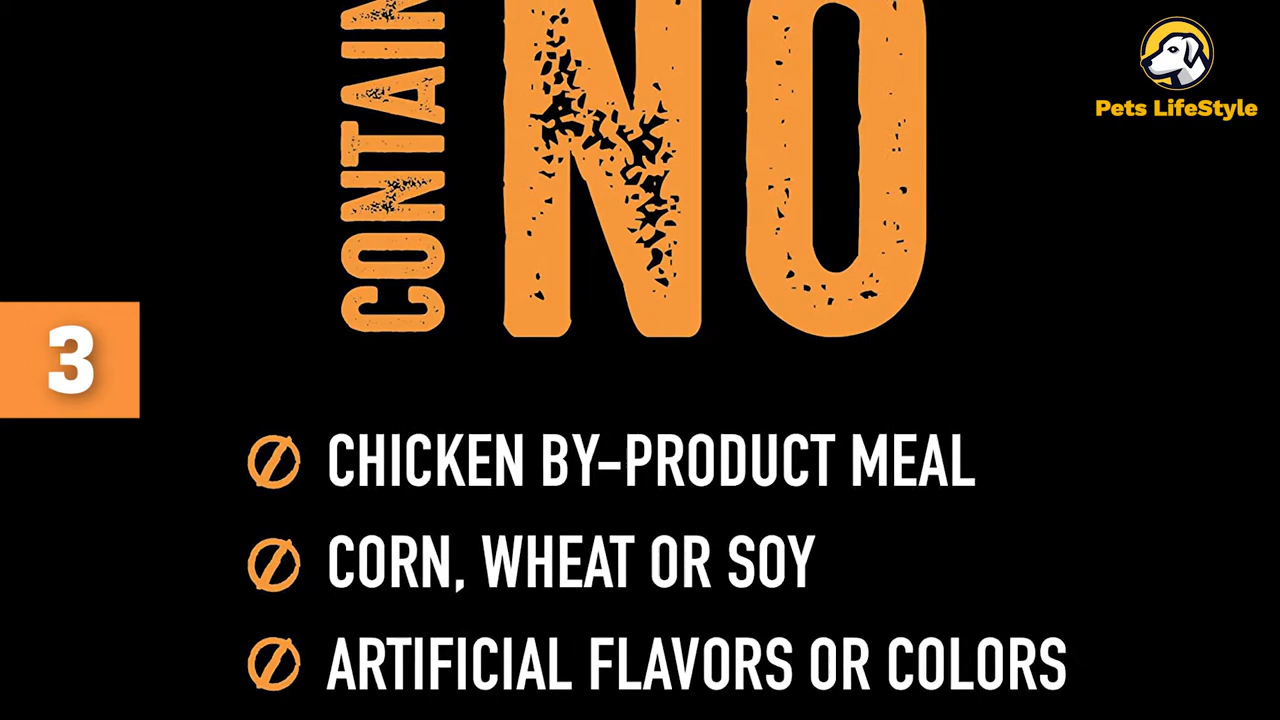 CONTAIN
NO
Pets LifeStyle
3
CHICKEN BY-PRODUCT MEAL
CORN, WHEAT OR SOY
ARTIFICIAL FLAVORS OR COLORS